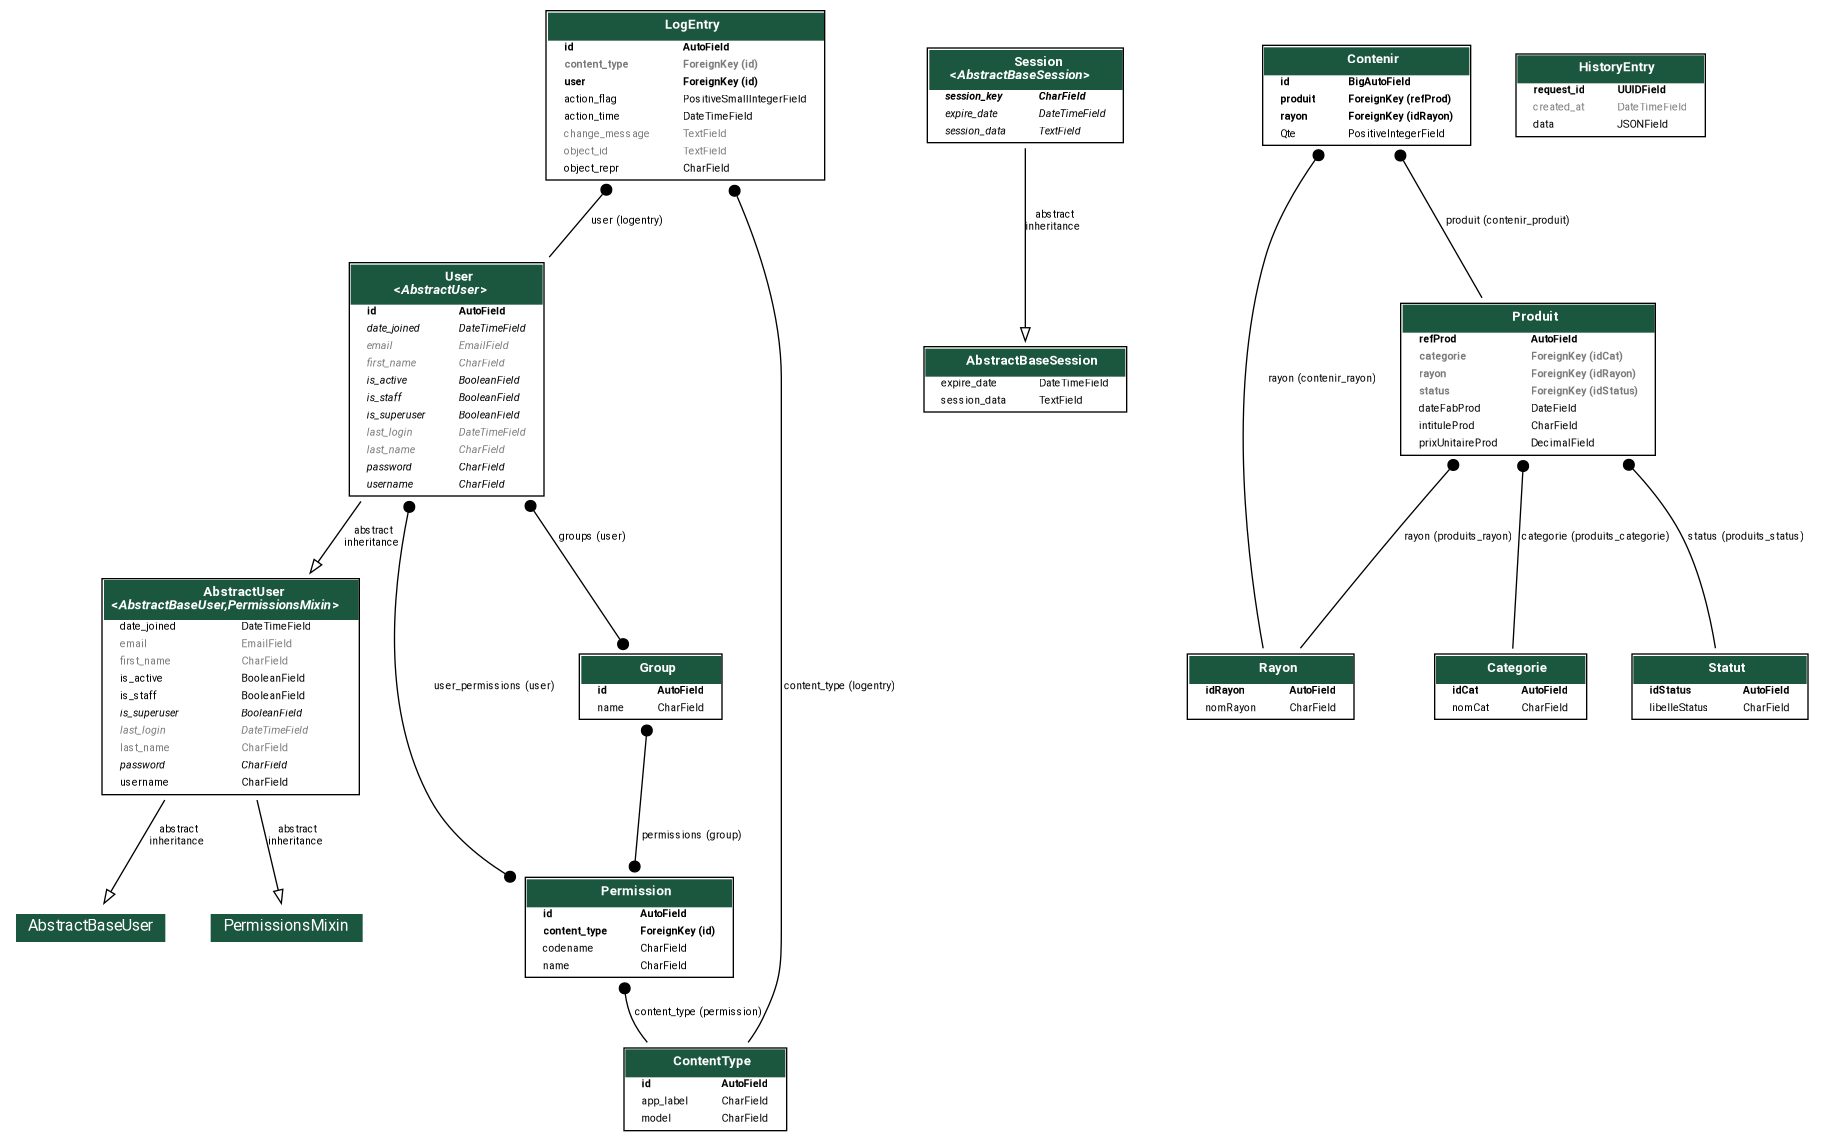 LogEntry
id AutoField
content_type ForeignKey (id)
user ForeignKey (id)
action_flag PositiveSmallIntegerField
action_time DateTimeField
change_message TextField
object_id TextField
object_repr CharField
user (logentry)
User
<AbstractUser>
id AutoField
date_joined DateTimeField
email EmailField
first_name CharField
is_active BooleanField
is_staff BooleanField
is_superuser BooleanField
last_login DateTimeField
last_name CharField
password CharField
username CharField
abstract
inheritance
groups (user)
AbstractUser
<AbstractBaseUser,PermissionsMixin>
date_joined DateTimeField
email EmailField
first_name CharField
is_active BooleanField
is_staff BooleanField
is_superuser BooleanField
last_login DateTimeField
last_name CharField
password CharField
username CharField
user_permissions (user)
Group
id AutoField
name CharField
content_type (logentry)
abstract
inheritance
abstract
inheritance
permissions (group)
AbstractBaseUser
PermissionsMixin
Permission
id AutoField
content_type ForeignKey (id)
codename CharField
name CharField
content_type (permission)
ContentType
id AutoField
app_label CharField
model CharField
Session
<AbstractBaseSession>
session_key CharField
expire_date DateTimeField
session_data TextField
abstract
inheritance
AbstractBaseSession
expire_date DateTimeField
session_data TextField
Contenir
id BigAutoField
produit ForeignKey (refProd)
rayon ForeignKey (idRayon)
Qte PositiveIntegerField
HistoryEntry
request_id UUIDField
created_at DateTimeField
data JSONField
produit (contenir_produit)
rayon (contenir_rayon)
Produit
refProd AutoField
categorie ForeignKey (idCat)
rayon ForeignKey (idRayon)
status ForeignKey (idStatus)
dateFabProd DateField
intituleProd CharField
prixUnitaireProd DecimalField
rayon (produits_rayon)
categorie (produits_categorie)
status (produits_status)
Rayon
idRayon AutoField
nomRayon CharField
Categorie
idCat AutoField
nomCat CharField
Statut
idStatus AutoField
libelleStatus CharField